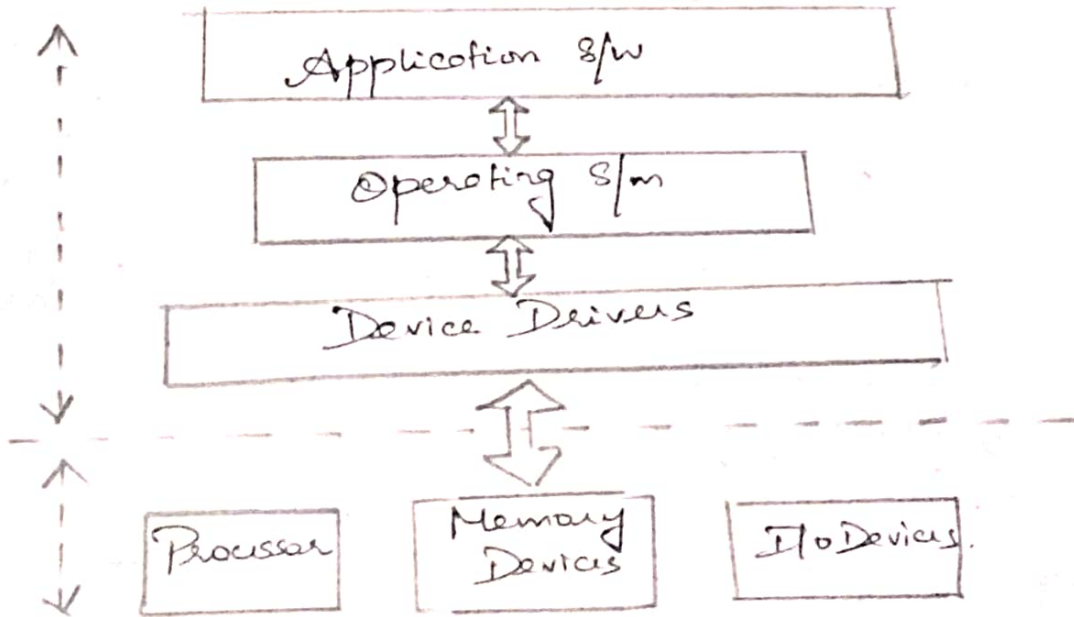 Application S/w
Operating S/m
Device Drivers
Processor
Memory
Devices
I/o Devices.